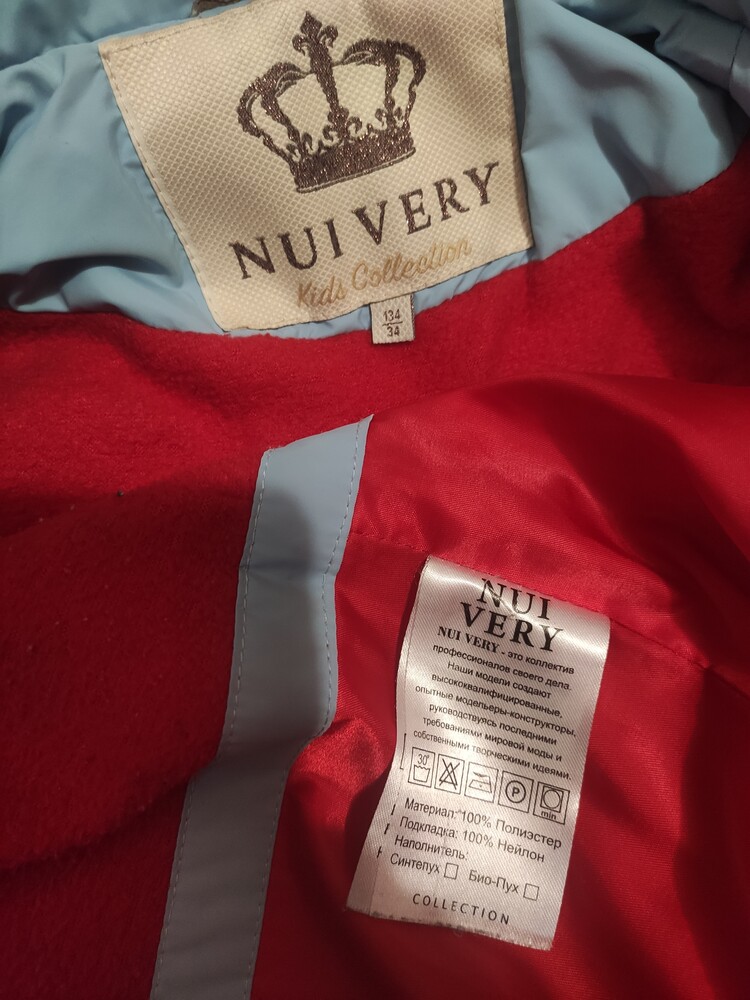 NUI VERY
Kids Collection
134
34
NUI
VERY
NUI VERY - это коллектив
профессионалов своего дела.
Наши модели создают
высококвалифицированные,
опытные модельеры-конструкторы,
руководствуясь последними
требованиями мировой моды и
собственными творческими идеями.
30°
P
min.
Материал: 100% Полиэстер
Подкладка: 100% Нейлон
Наполнитель:
Синтепух Био-Пух
COLLECTION